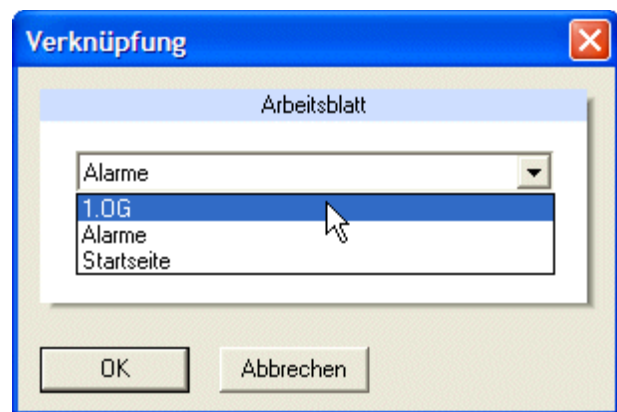 Verknüpfung
Arbeitsblatt
Alarme
1.OG
Alarme
Startseite
OK
Abbrechen